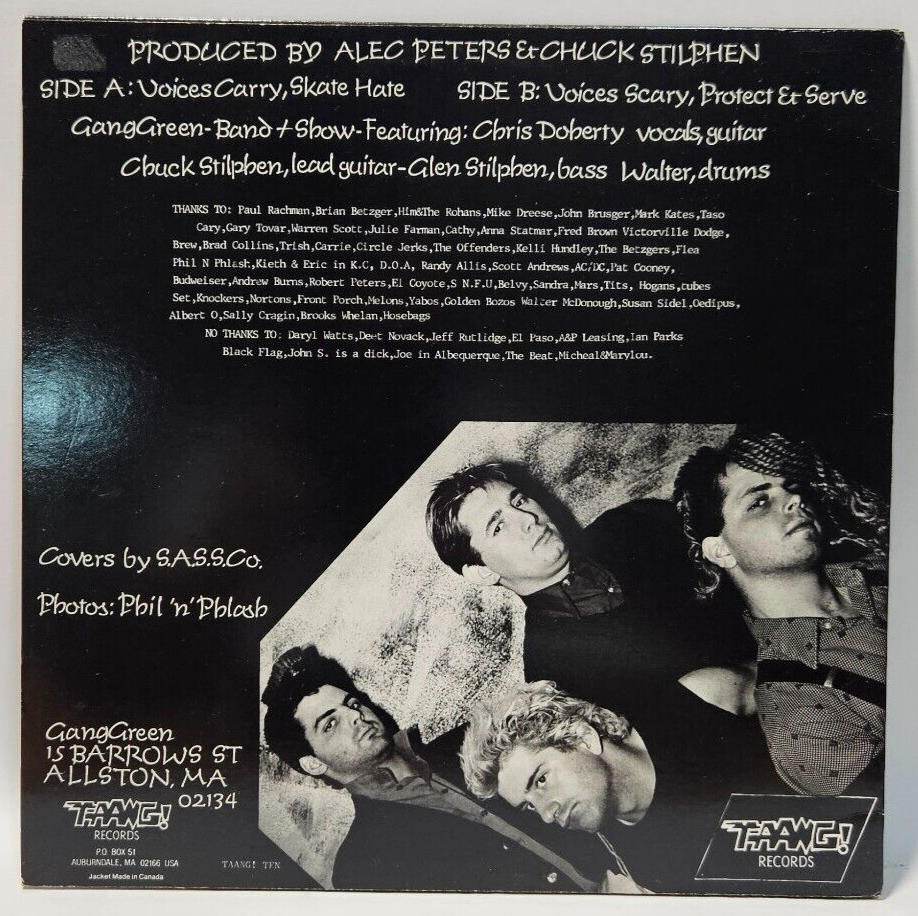 PRODUCED BY ALEC PETERS & CHUCK STILPHEN
SIDE A: Voices Carry, Skate Hate SIDE B: Voices Scary, Protect & Serve
GangGreen-Band + Show-Featuring: Chris Doherty vocals, guitar
Chuck Stilphen, lead guitar-Glen Stilphen, bass Walter, drums
THANKS TO: Paul Rachman,Brian Betzger,Him&The Rohans,Mike Dreese,John Brusger,Mark Kates,Taso
Cary,Gary Tovar,Warren Scott,Julie Farman,Cathy,Anna Statmar,Fred Brown Victorville Dodge,
Brew,Brad Collins,Trish,Carrie,Circle Jerks,The Offenders,Kelli Hundley,The Betzgers,Flea
Phil N Phlash,Kieth & Eric in K.C, D.O.A, Randy Allis,Scott Andrews,AC/DC,Pat Cooney,
Budweiser,Andrew Burns,Robert Peters,El Coyote,S N.F.U,Belvy,Sandra,Mars,Tits, Hogans,tubes
Set,Knockers,Nortons,Front Porch,Melons,Yabos,Golden Bozos Walter McDonough,Susan Sidel,Oedipus,
Albert O,Sally Cragin,Brooks Whelan,Hosebags
NO THANKS TO: Daryl Watts,Deet Novack,Jeff Rutlidge,El Paso,A&P Leasing,Ian Parks
Black Flag,John S. is a dick,Joe in Albequerque,The Beat,Micheal&Marylou.
Covers by S.A.S.S.Co.
Photos: Phil 'n' Phlash
GangGreen
15 BARROWS ST
ALLSTON, MA
02134
TAANG!
RECORDS
P.O. BOX 51
AUBURNDALE, MA 02166 USA
Jacket Made in Canada
TAANG! TEN
TAANG!
RECORDS